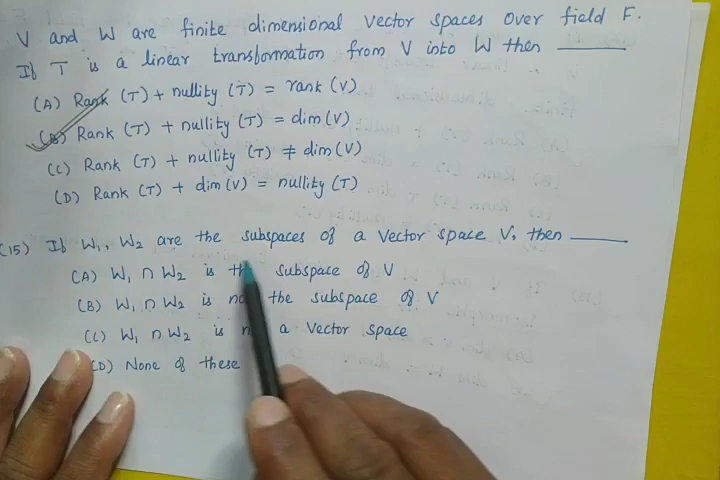 V and W are finite dimensional vector spaces over field F.
If T is a linear transformation from V into W then ______
(A) Rank (T) + nullity (T) = rank (V)
(B) Rank (T) + nullity (T) = dim (V)
(C) Rank (T) + nullity (T) ≠ dim (V)
(D) Rank (T) + dim (V) = nullity (T)
(15) If W₁, W₂ are the subspaces of a vector space V, then ______
(A) W₁ ∩ W₂ is the subspace of V
(B) W₁ ∩ W₂ is not the subspace of V
(C) W₁ ∩ W₂ is a Vector space
(D) None of these